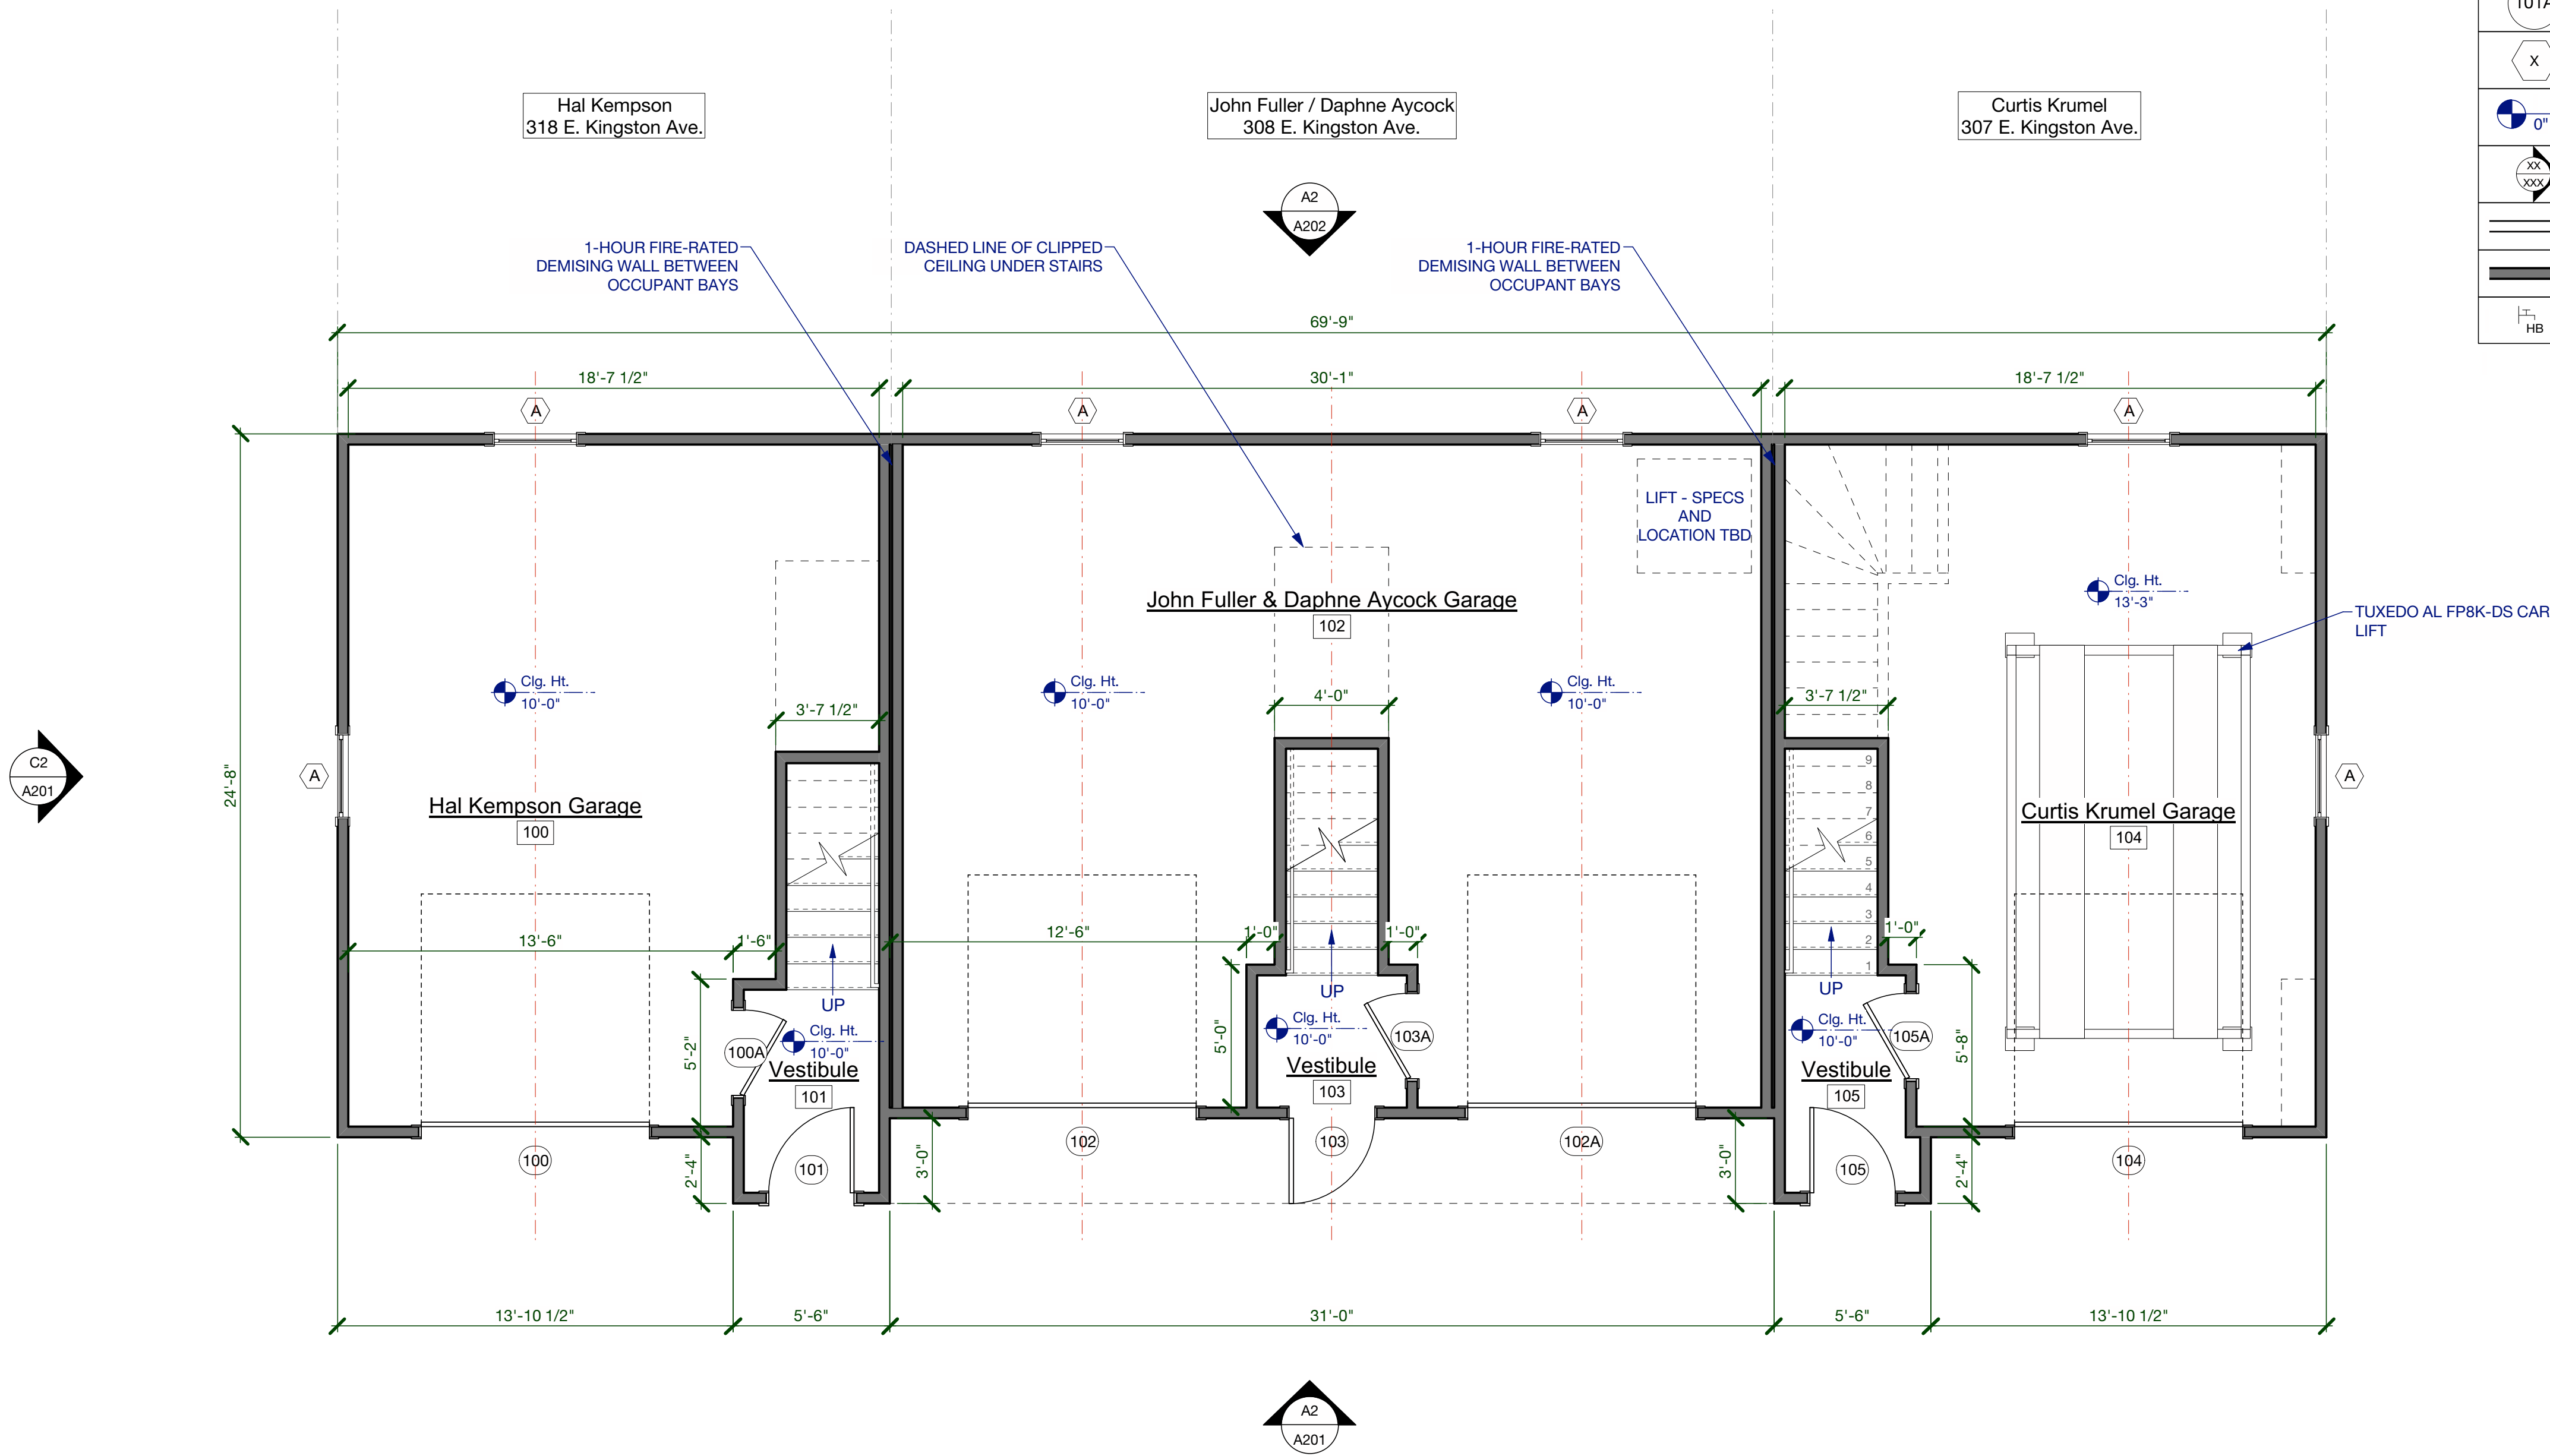 101A
X
0"
XX
XXX
HB
Hal Kempson
318 E. Kingston Ave.
John Fuller / Daphne Aycock
308 E. Kingston Ave.
Curtis Krumel
307 E. Kingston Ave.
A2
A202
1-HOUR FIRE-RATED
DEMISING WALL BETWEEN
OCCUPANT BAYS
DASHED LINE OF CLIPPED
CEILING UNDER STAIRS
1-HOUR FIRE-RATED
DEMISING WALL BETWEEN
OCCUPANT BAYS
69'-9"
18'-7 1/2"
30'-1"
18'-7 1/2"
A
A
A
A
LIFT - SPECS
AND
LOCATION TBD
Clg. Ht.
13'-3"
TUXEDO AL FP8K-DS CAR
LIFT
John Fuller & Daphne Aycock Garage
102
Clg. Ht.
10'-0"
Clg. Ht.
10'-0"
Clg. Ht.
10'-0"
3'-7 1/2"
4'-0"
3'-7 1/2"
C2
A201
24'-8"
A
A
Hal Kempson Garage
100
Curtis Krumel Garage
104
9
8
7
6
5
4
3
2
1
13'-6"
1'-6"
12'-6"
1'-0"
1'-0"
1'-0"
UP
UP
UP
5'-2"
100A
Clg. Ht.
10'-0"
Vestibule
101
5'-0"
Clg. Ht.
10'-0"
Vestibule
103
103A
Clg. Ht.
10'-0"
Vestibule
105
105A
5'-8"
100
2'-4"
101
3'-0"
102
103
102A
3'-0"
105
2'-4"
104
13'-10 1/2"
5'-6"
31'-0"
5'-6"
13'-10 1/2"
A2
A201